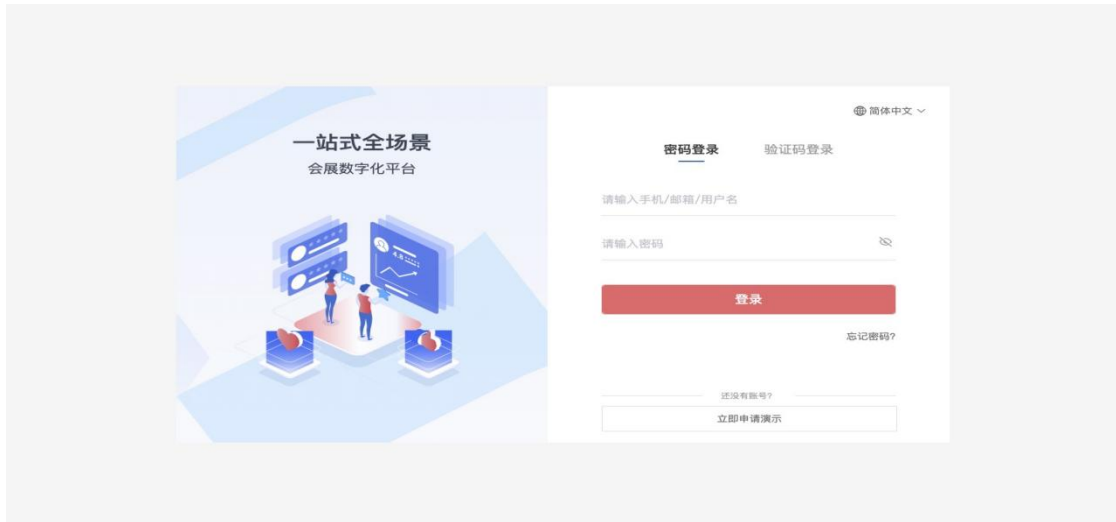 一站式全场景
会展数字化平台
4.8
简体中文
密码登录 验证码登录
请输入手机/邮箱/用户名
请输入密码
登录
忘记密码?
还没有账号?
立即申请演示